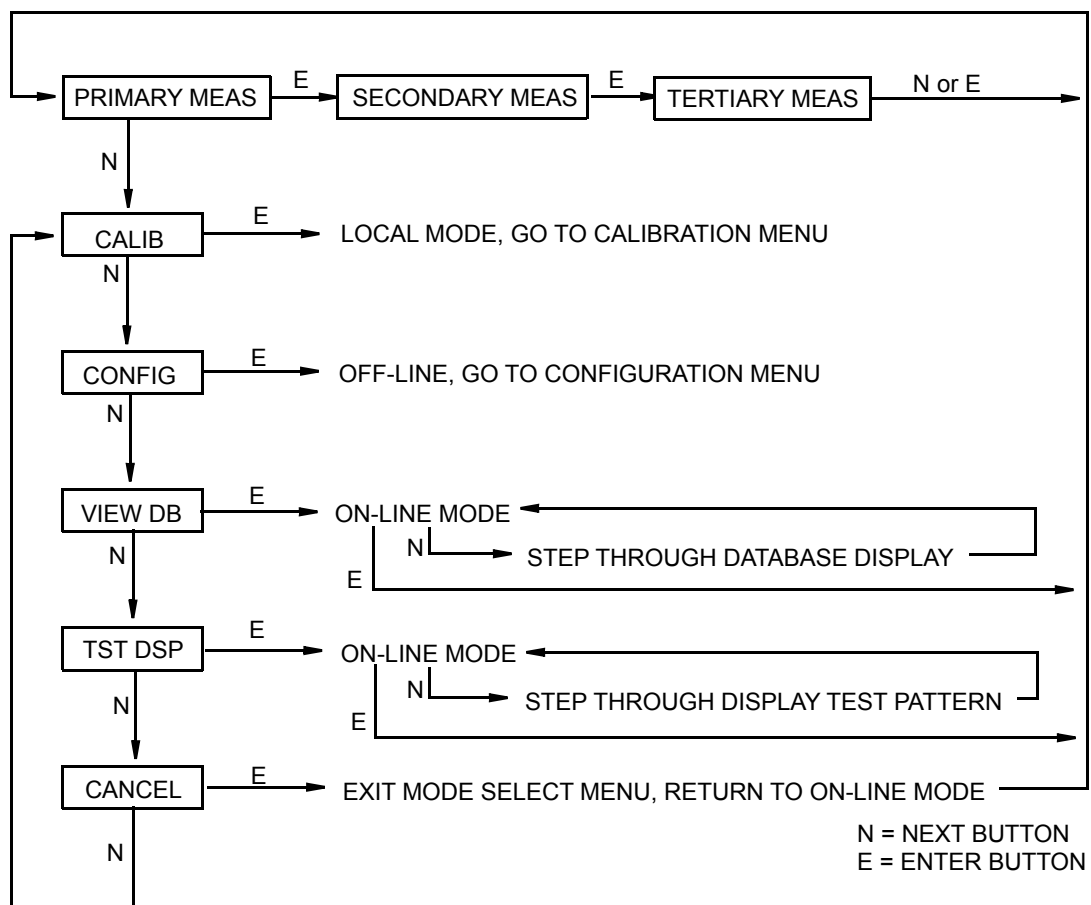 PRIMARY MEAS
E
SECONDARY MEAS
E
TERTIARY MEAS
N or E
N
CALIB
E
LOCAL MODE, GO TO CALIBRATION MENU
N
CONFIG
E
OFF-LINE, GO TO CONFIGURATION MENU
N
VIEW DB
E
ON-LINE MODE
N
STEP THROUGH DATABASE DISPLAY
E
N
TST DSP
E
ON-LINE MODE
N
STEP THROUGH DISPLAY TEST PATTERN
E
N
CANCEL
E
EXIT MODE SELECT MENU, RETURN TO ON-LINE MODE
N
N = NEXT BUTTON
E = ENTER BUTTON